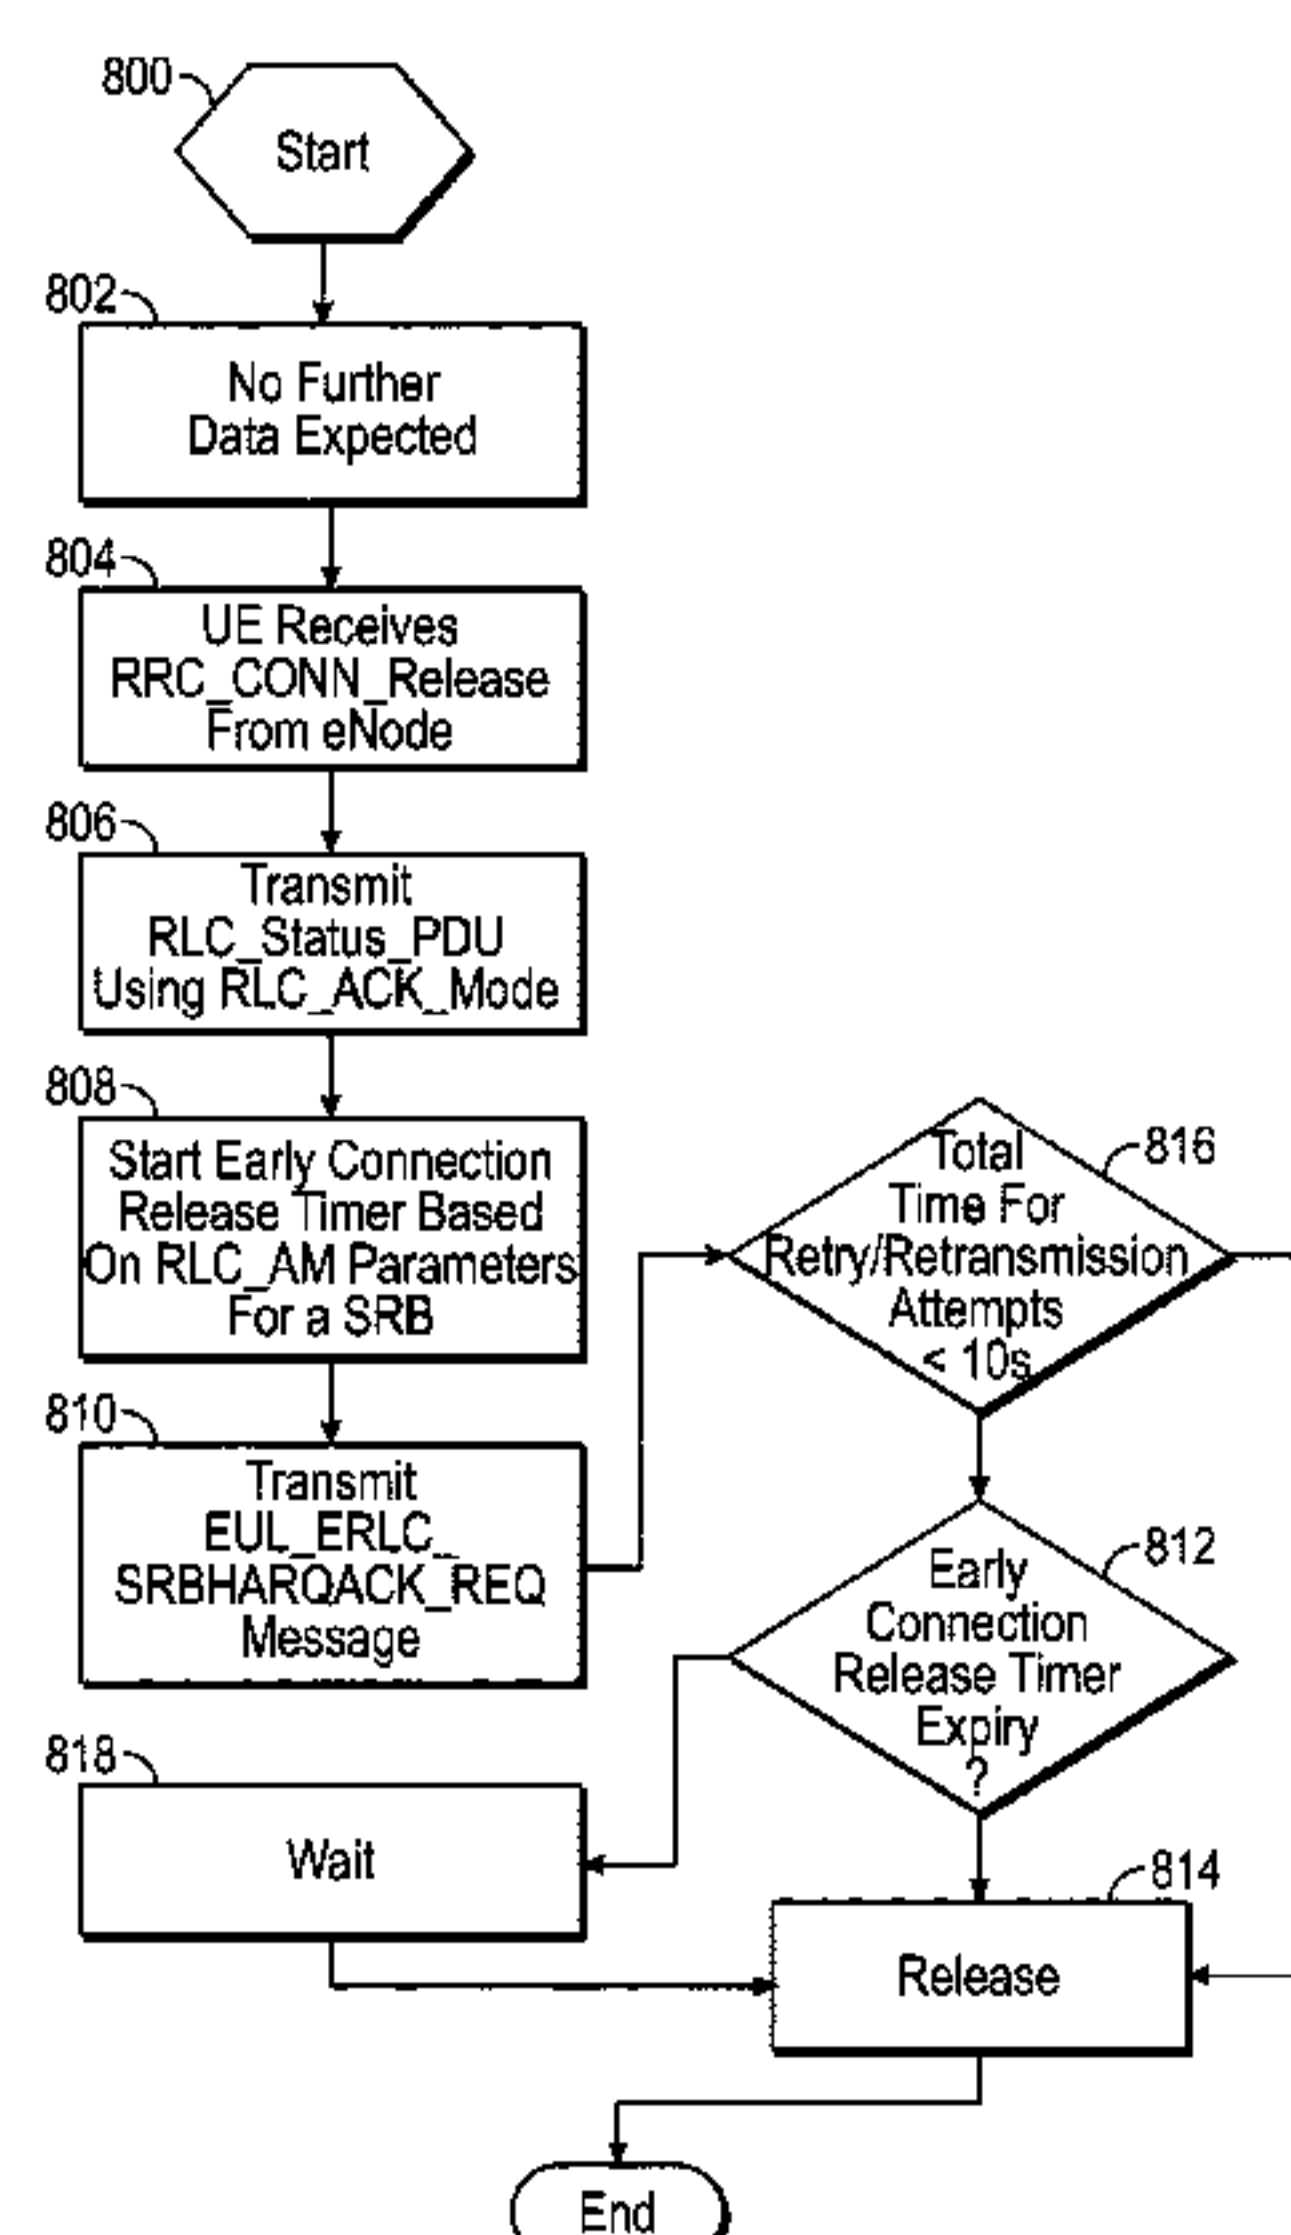 800
Start
802
No Further
Data Expected
804
UE Receives
RRC_CONN_Release
From eNode
806
Transmit
RLC_Status_PDU
Using RLC_ACK_Mode
808
Start Early Connection
Release Timer Based
On RLC_AM Parameters
For a SRB
810
Transmit
EUL_ERLC_
SRBHARQACK_REQ
Message
816
Total
Time For
Retry/Retransmission
Attempts
< 10s
812
Early
Connection
Release Timer
Expiry
?
818
Wait
814
Release
End